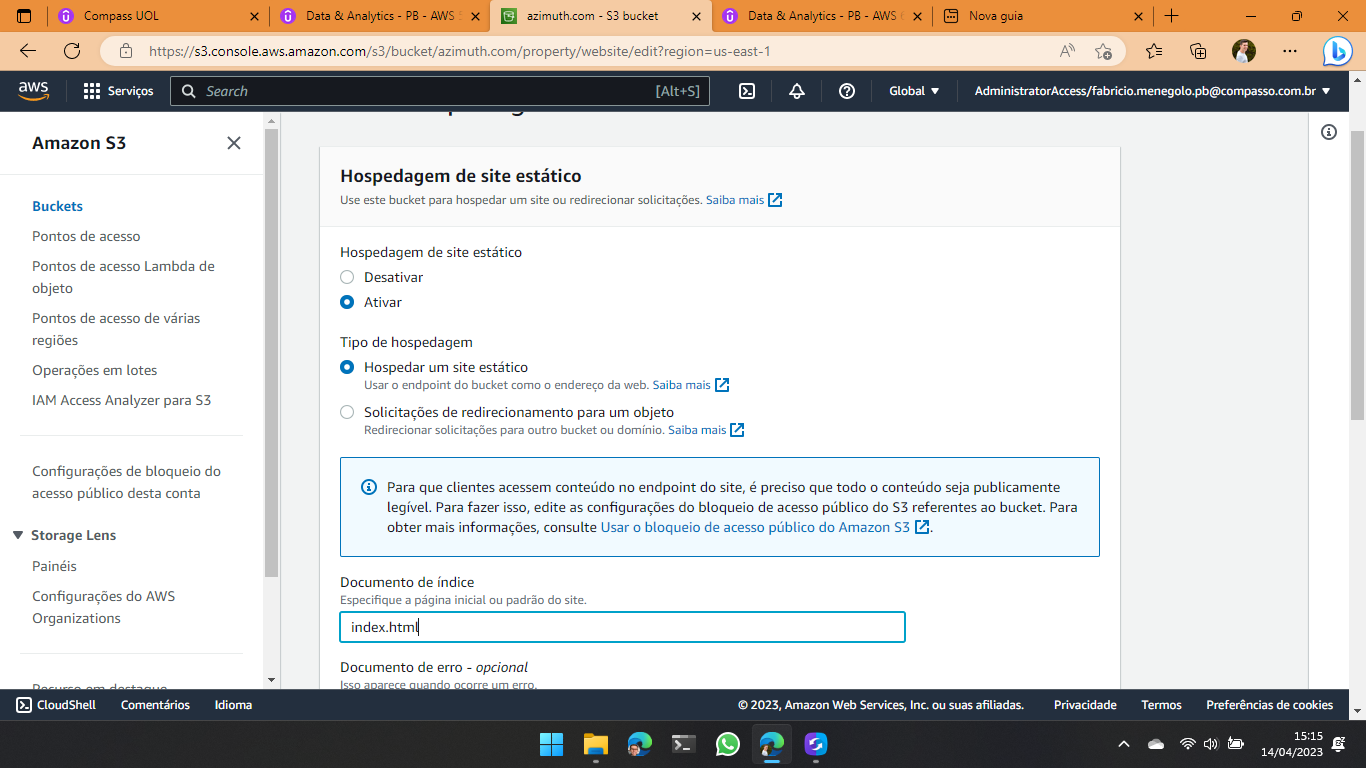 Compass UOL
Data & Analytics - PB - AWS
azimuth.com - S3 bucket
Data & Analytics - PB - AWS
Nova guia
https://s3.console.aws.amazon.com/s3/bucket/azimuth.com/property/website/edit?region=us-east-1
aws
Serviços
Search
[Alt+S]
Global
AdministratorAccess/fabricio.menegolo.pb@compasso.com.br
Amazon S3
Buckets
Pontos de acesso
Pontos de acesso Lambda de
objeto
Pontos de acesso de várias
regiões
Operações em lotes
IAM Access Analyzer para S3
Configurações de bloqueio do
acesso público desta conta
Storage Lens
Painéis
Configurações do AWS
Organizations
Recurso em destaque
Hospedagem de site estático
Use este bucket para hospedar um site ou redirecionar solicitações. Saiba mais
Hospedagem de site estático
Desativar
Ativar
Tipo de hospedagem
Hospedar um site estático
Usar o endpoint do bucket como o endereço da web. Saiba mais
Solicitações de redirecionamento para um objeto
Redirecionar solicitações para outro bucket ou domínio. Saiba mais
Para que clientes acessem conteúdo no endpoint do site, é preciso que todo o conteúdo seja publicamente
legível. Para fazer isso, edite as configurações do bloqueio de acesso público do S3 referentes ao bucket. Para
obter mais informações, consulte Usar o bloqueio de acesso público do Amazon S3.
Documento de índice
Especifique a página inicial ou padrão do site.
index.html
Documento de erro - opcional
Isso aparece quando ocorre um erro.
CloudShell
Comentários
Idioma
© 2023, Amazon Web Services, Inc. ou suas afiliadas.
Privacidade
Termos
Preferências de cookies
15:15
14/04/2023